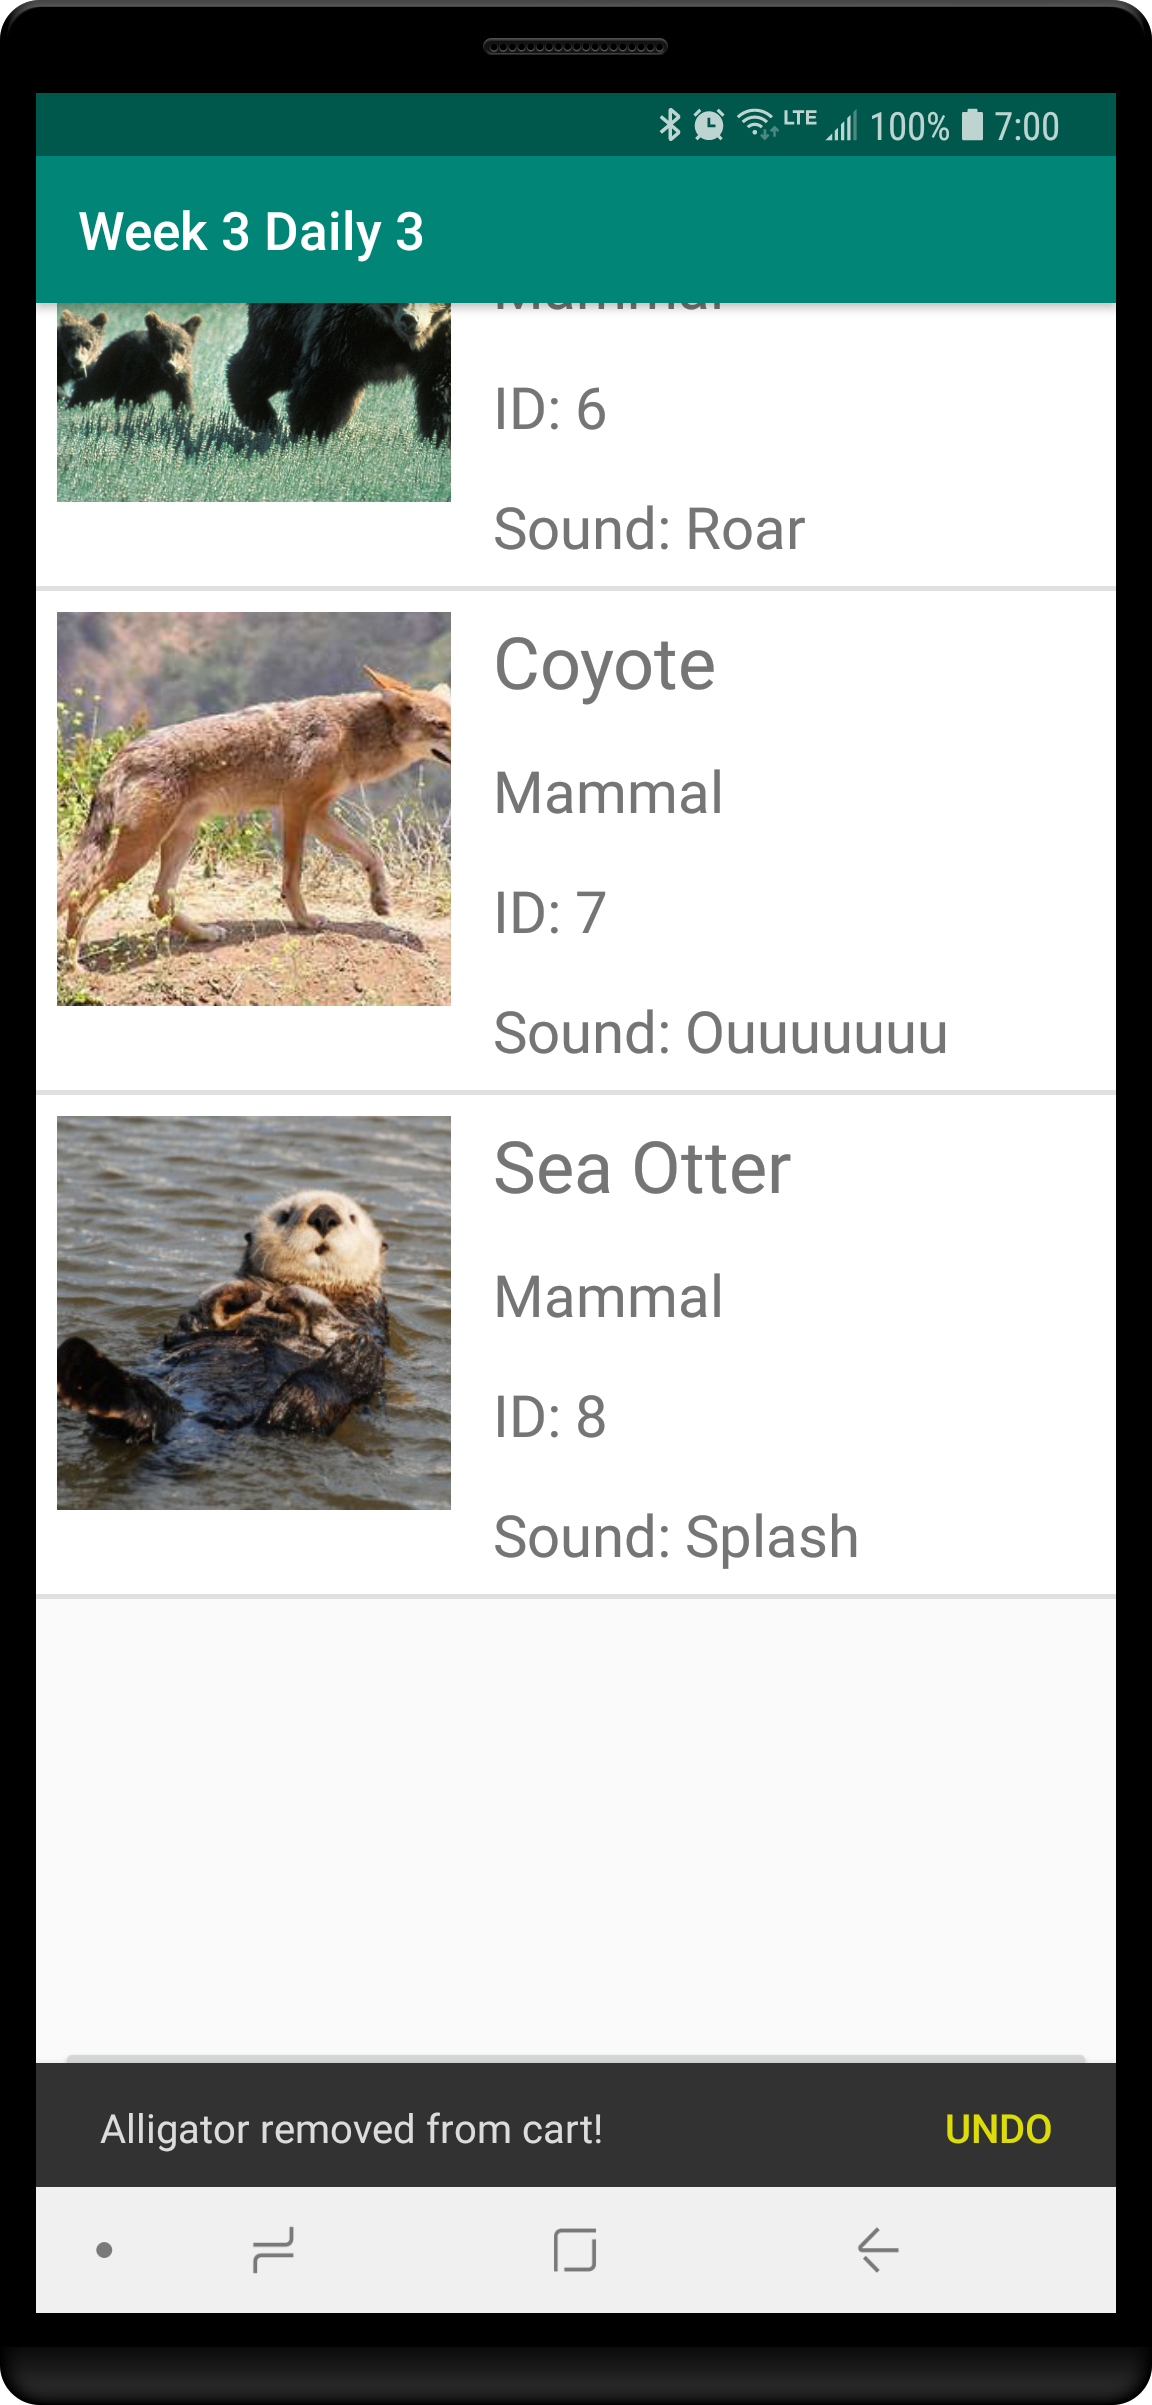 LTE 100% 7:00
Week 3 Daily 3
Mammal
ID: 6
Sound: Roar
Coyote
Mammal
ID: 7
Sound: Ouuuuuuu
Sea Otter
Mammal
ID: 8
Sound: Splash
Alligator removed from cart!
UNDO